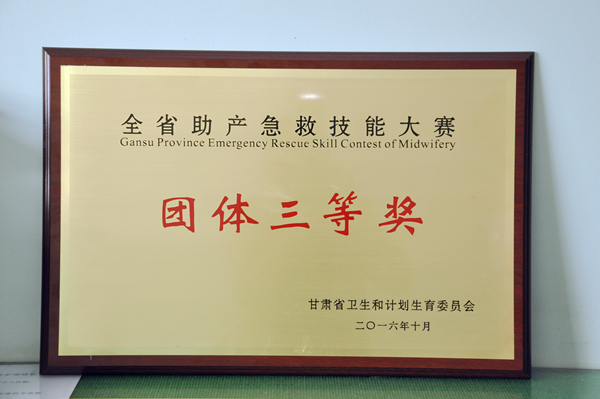 全省助产急救技能大赛
Gansu Province Emergency Rescue Skill Contest of Midwifery
团体三等奖
甘肃省卫生和计划生育委员会
二〇一六年十月